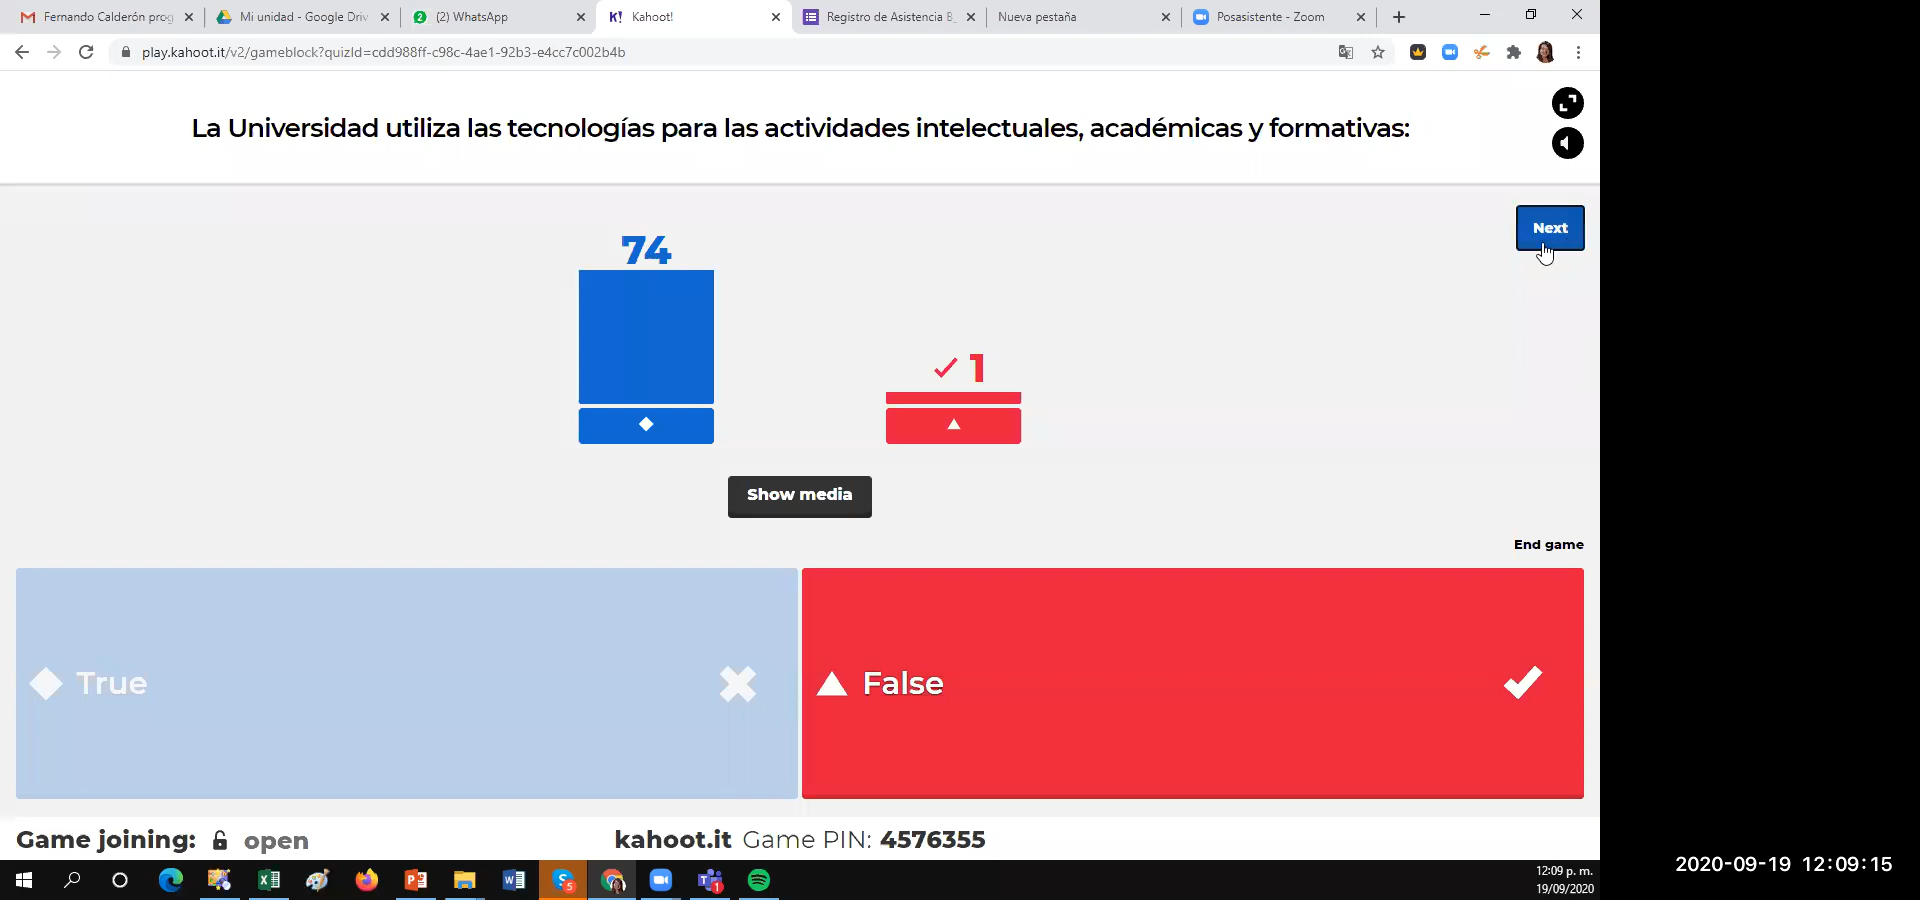 Fernando Calderón prog
Mi unidad - Google Driv
(2) WhatsApp
Kahoot!
Registro de Asistencia B_
Nueva pestaña
Posasistente - Zoom
play.kahoot.it/v2/gameblock?quizId=cdd988ff-c98c-4ae1-92b3-e4cc7c002b4b
La Universidad utiliza las tecnologías para las actividades intelectuales, académicas y formativas:
Next
74
1
Show media
End game
True
False
Game joining: open
kahoot.it Game PIN: 4576355
12:09 p. m.
19/09/2020
2020-09-19 12:09:15